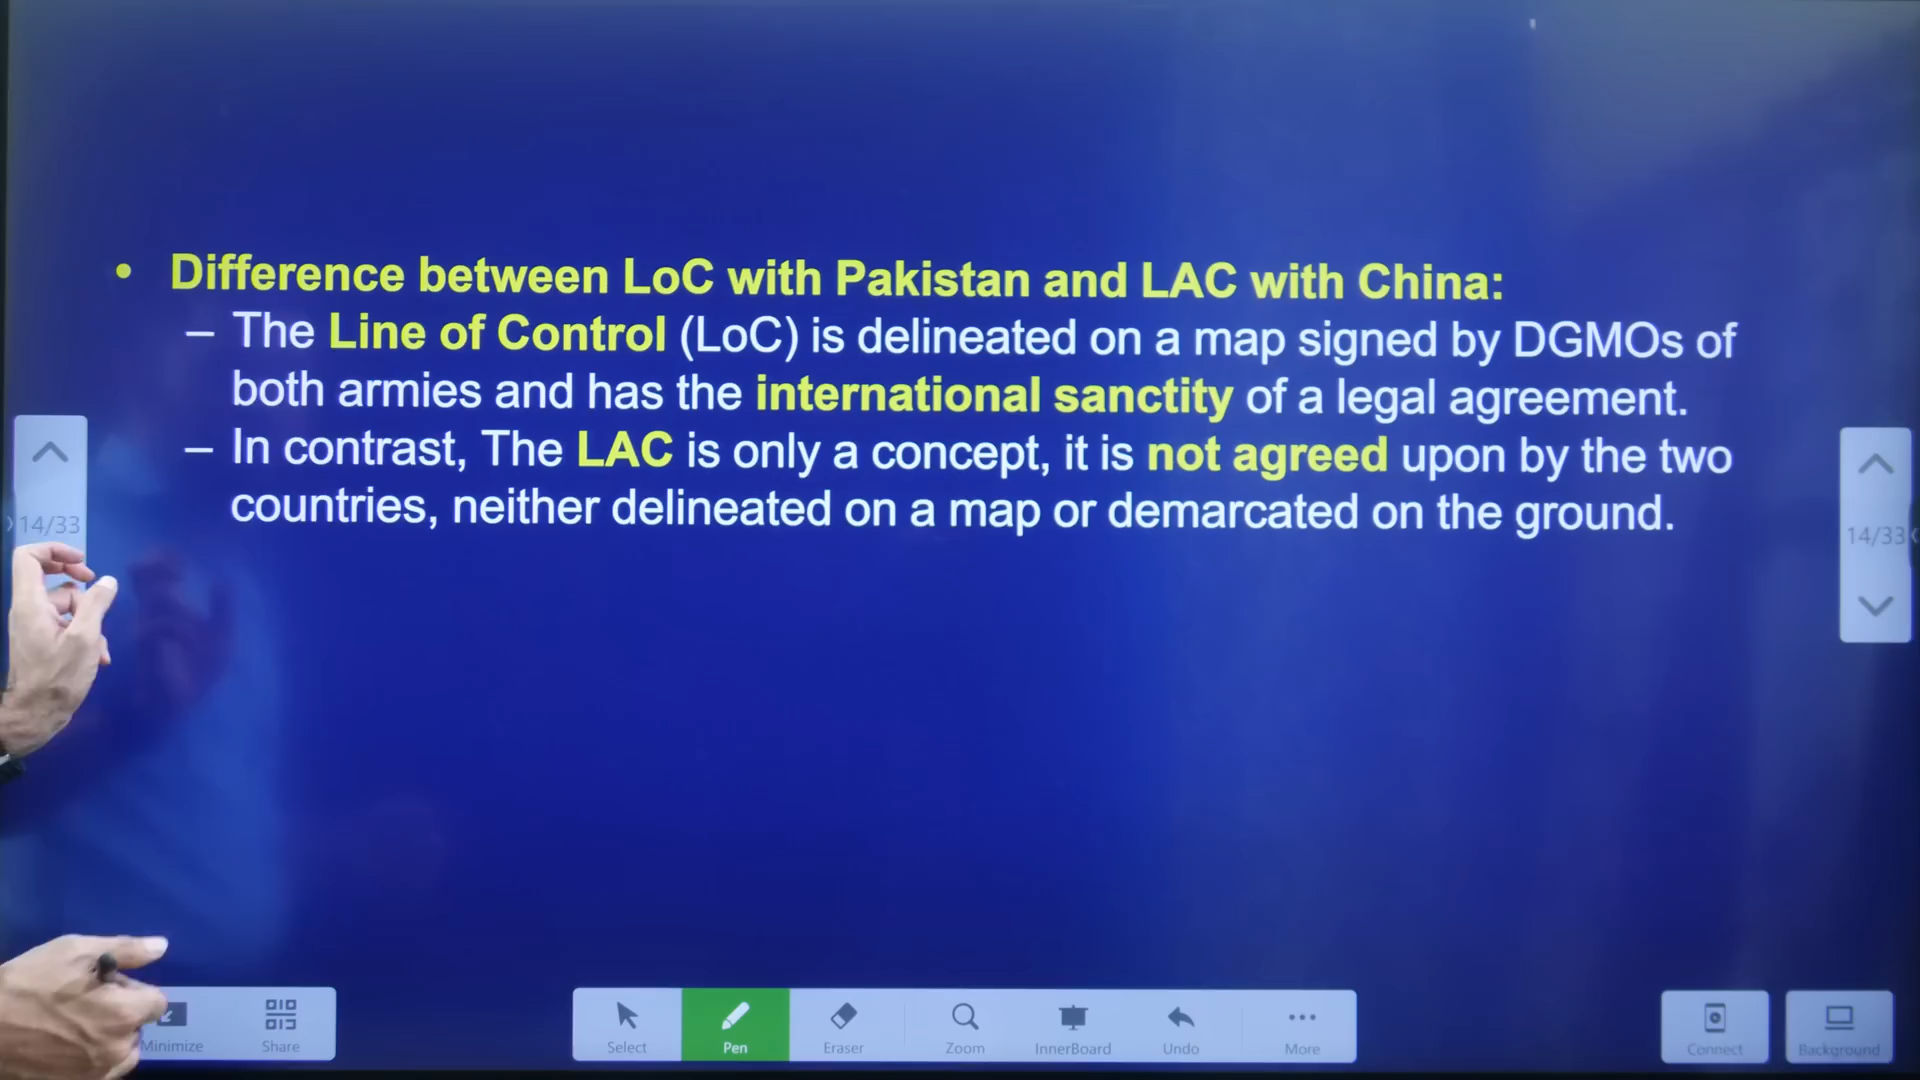 • Difference between LoC with Pakistan and LAC with China:
– The Line of Control (LoC) is delineated on a map signed by DGMOs of
both armies and has the international sanctity of a legal agreement.
– In contrast, The LAC is only a concept, it is not agreed upon by the two
countries, neither delineated on a map or demarcated on the ground.
14/33
14/33
Minimize Share Select Pen Eraser Zoom InnerBoard Undo More Connect Background